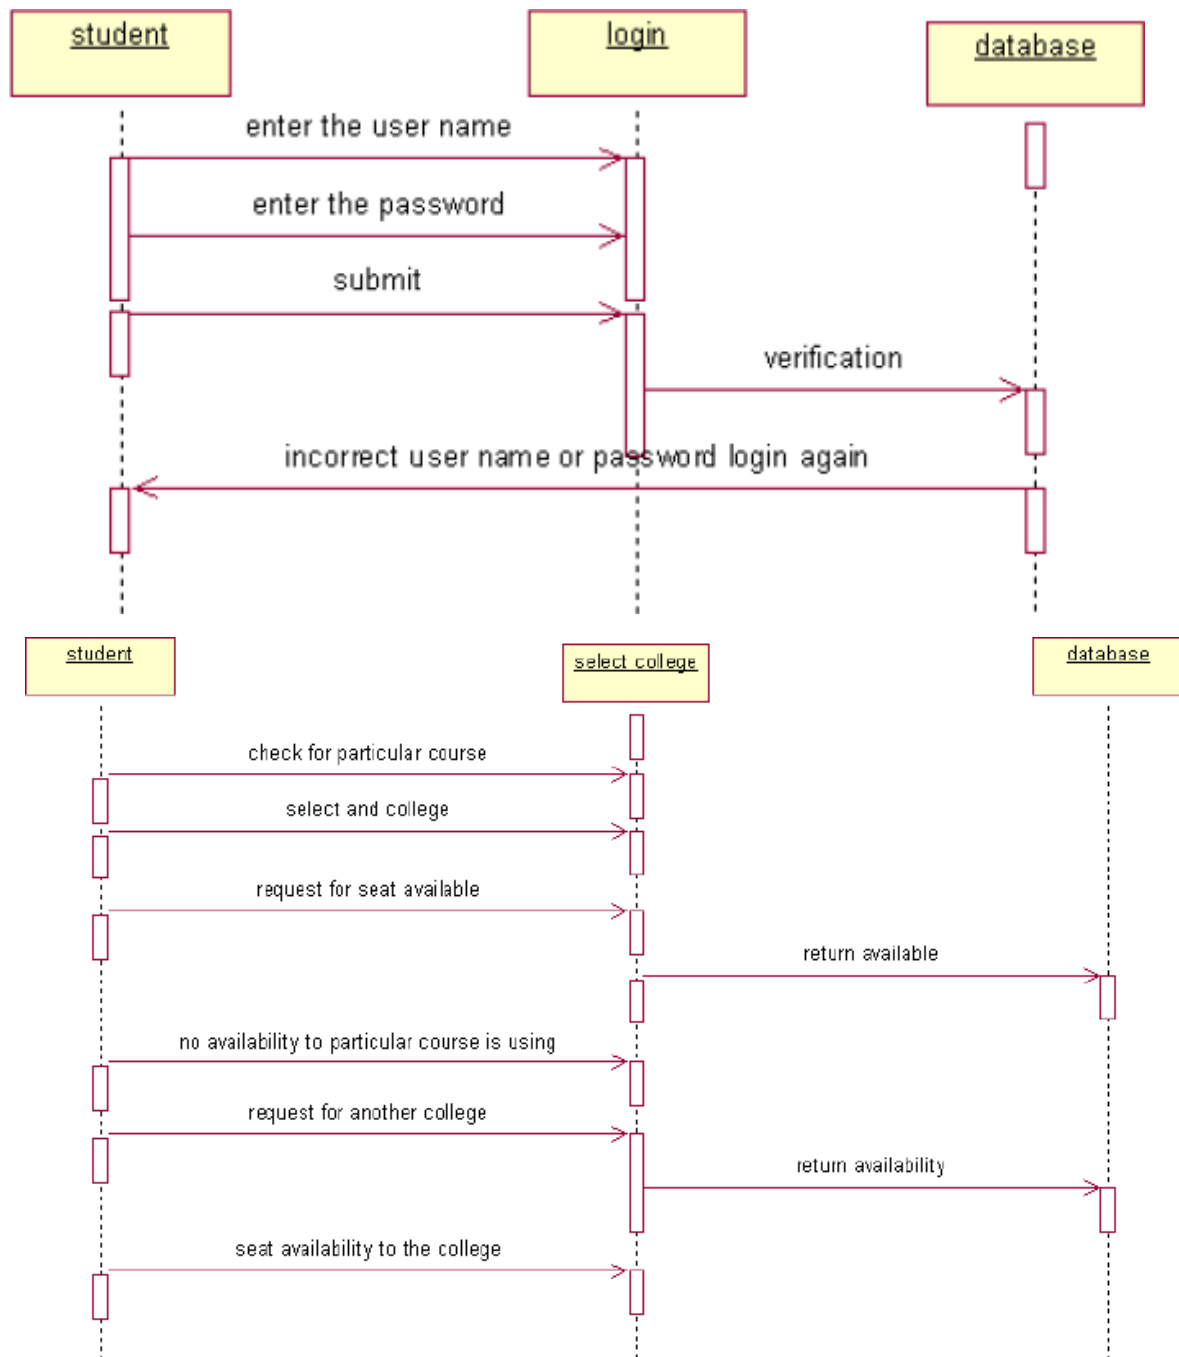 student
login
database
enter the user name
enter the password
submit
verification
incorrect user name or password login again
student
select college
database
check for particular course
select and college
request for seat available
return available
no availability to particular course is using
request for another college
return availability
seat availability to the college